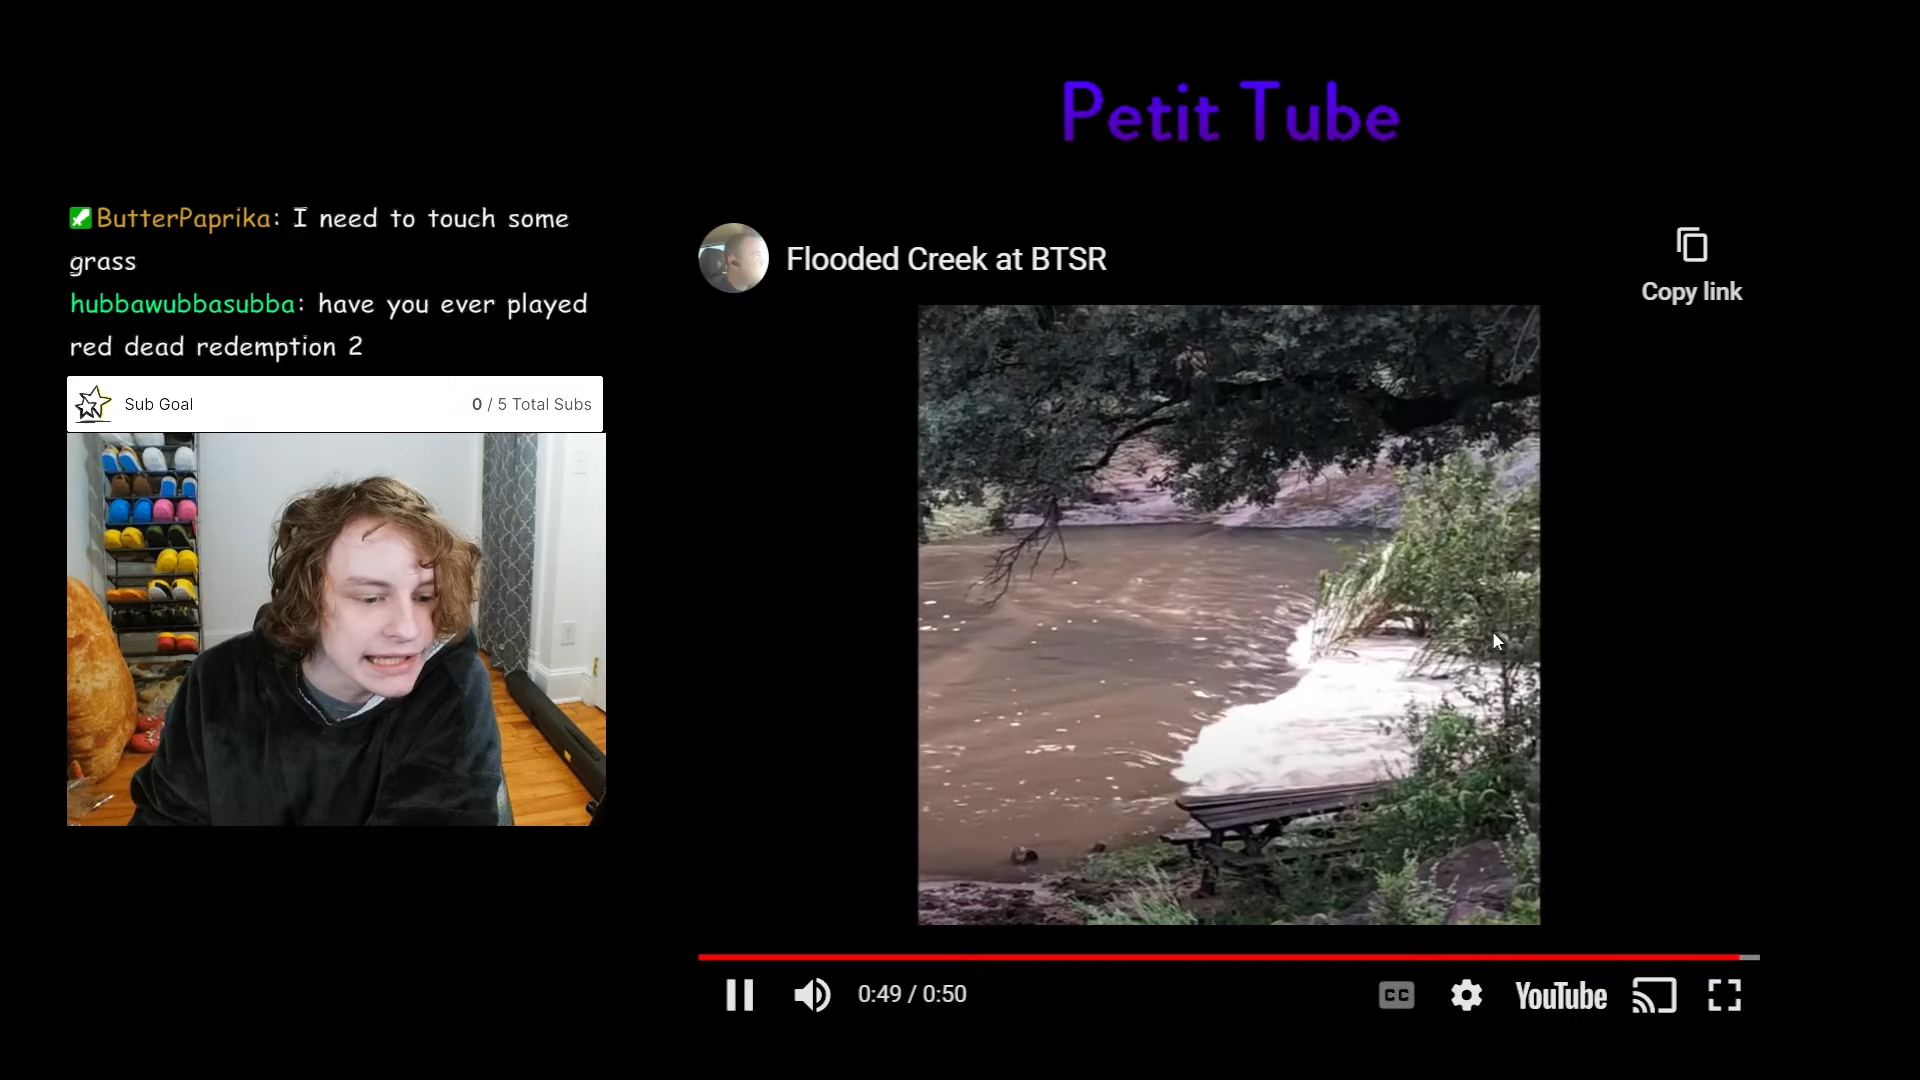 Petit Tube
ButterPaprika: I need to touch some
grass
hubbawubbasubba: have you ever played
red dead redemption 2
Sub Goal
0 / 5 Total Subs
Flooded Creek at BTSR
Copy link
0:49 / 0:50
CC
YouTube